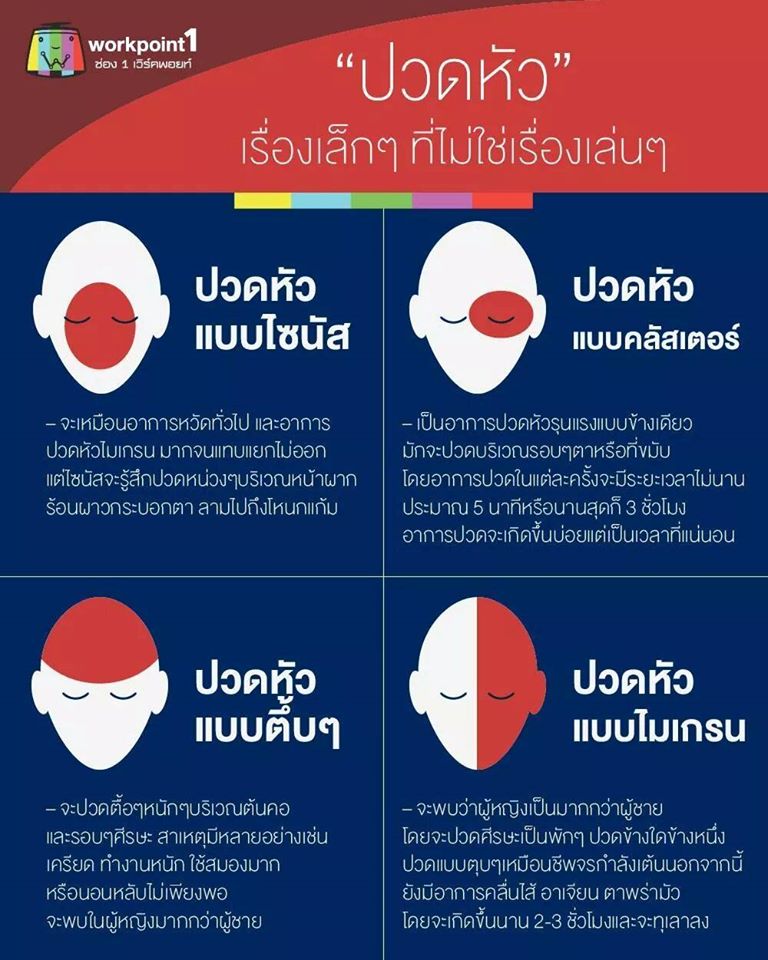 workpoint1
ช่อง 1 เวิร์คพอยท์
“ปวดหัว”
เรื่องเล็กๆ ที่ไม่ใช่เรื่องเล่นๆ
ปวดหัว
แบบไซนัส
– จะเหมือนอาการหวัดทั่วไป และอาการ
ปวดหัวไมเกรน มากจนแทบแยกไม่ออก
แต่ไซนัสจะรู้สึกปวดหน่วงๆบริเวณหน้าผาก
ร้อนผ่าวกระบอกตา ลามไปถึงโหนกแก้ม
ปวดหัว
แบบคลัสเตอร์
– เป็นอาการปวดหัวรุนแรงแบบข้างเดียว
มักจะปวดบริเวณรอบๆตาหรือที่ขมับ
โดยอาการปวดในแต่ละครั้งจะมีระยะเวลาไม่นาน
ประมาณ 5 นาทีหรือนานสุดก็ 3 ชั่วโมง
อาการปวดจะเกิดขึ้นบ่อยแต่เป็นเวลาที่แน่นอน
ปวดหัว
แบบตึ้บๆ
– จะปวดตื้อๆหนักๆบริเวณต้นคอ
และรอบๆศีรษะ สาเหตุมีหลายอย่างเช่น
เครียด ทำงานหนัก ใช้สมองมาก
หรือนอนหลับไม่เพียงพอ
จะพบในผู้หญิงมากกว่าผู้ชาย
ปวดหัว
แบบไมเกรน
– จะพบว่าผู้หญิงเป็นมากกว่าผู้ชาย
โดยจะปวดศีรษะเป็นพักๆ ปวดข้างใดข้างหนึ่ง
ปวดแบบตุบๆเหมือนชีพจรกำลังเต้นนอกจากนี้
ยังมีอาการคลื่นไส้ อาเจียน ตาพร่ามัว
โดยจะเกิดขึ้นนาน 2-3 ชั่วโมงและจะทุเลาลง